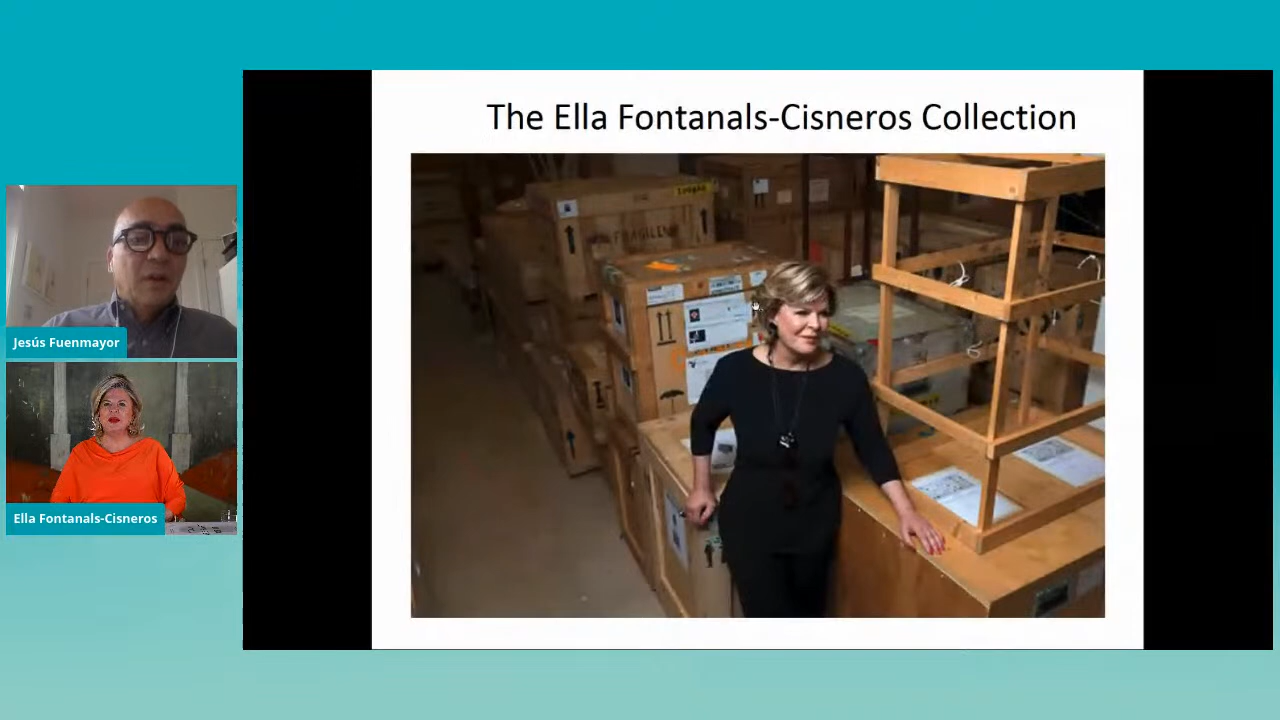 The Ella Fontanals-Cisneros Collection
FRAGILE
Jesús Fuenmayor
Ella Fontanals-Cisneros